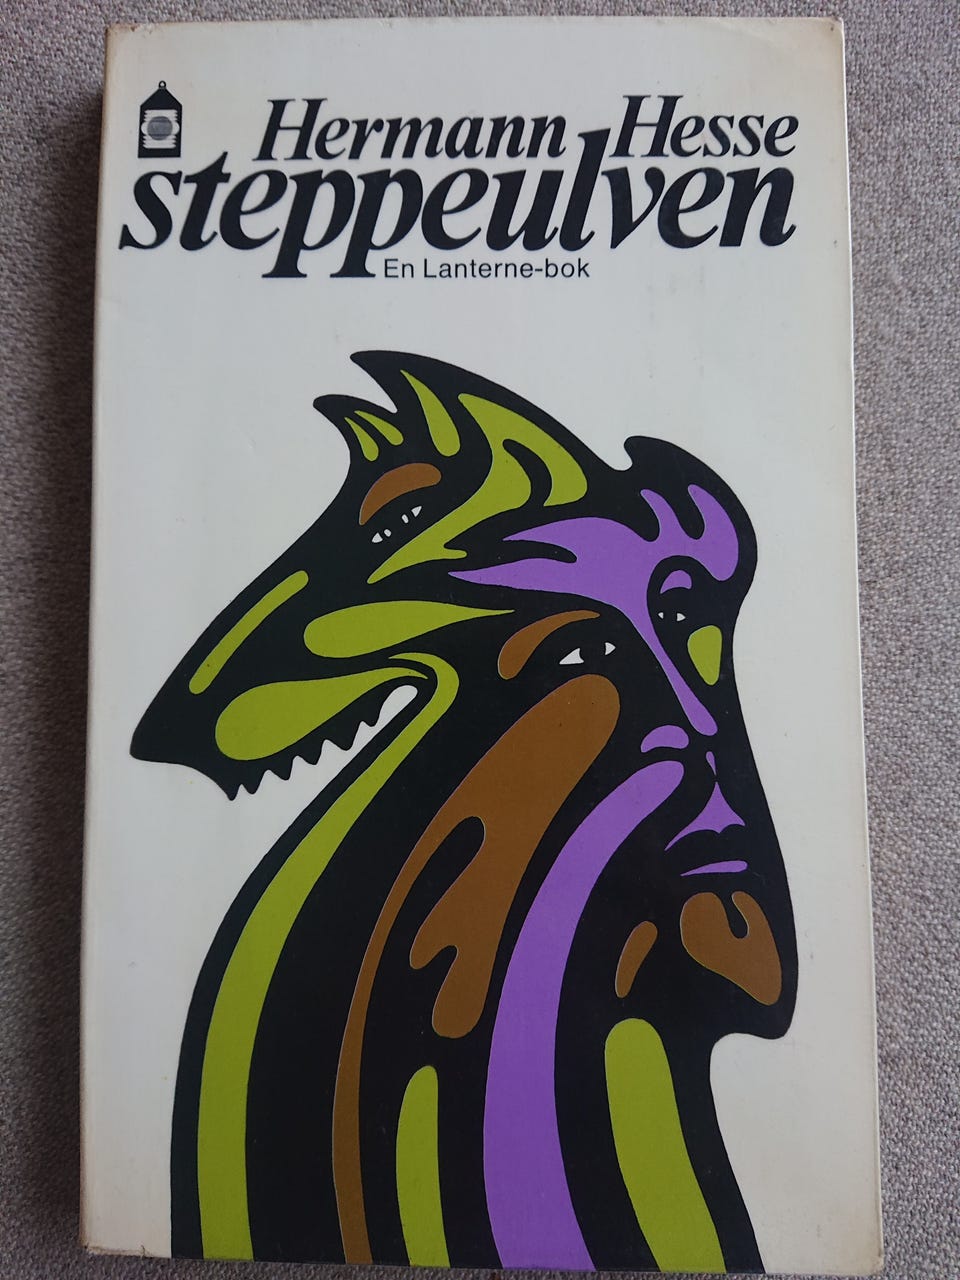 Hermann Hesse
steppeulven
En Lanterne-bok